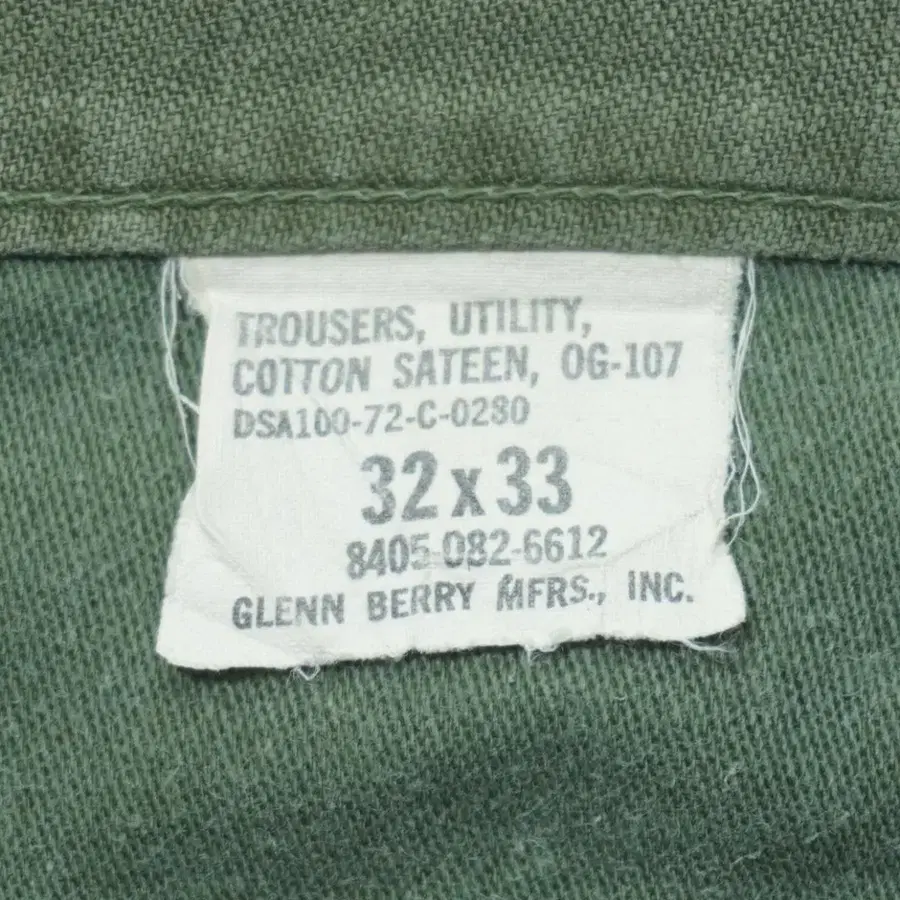 TROUSERS, UTILITY,
COTTON SATEEN, OG-107
DSA100-72-C-0280
32 x 33
8405-082-6612
GLENN BERRY MFRS., INC.